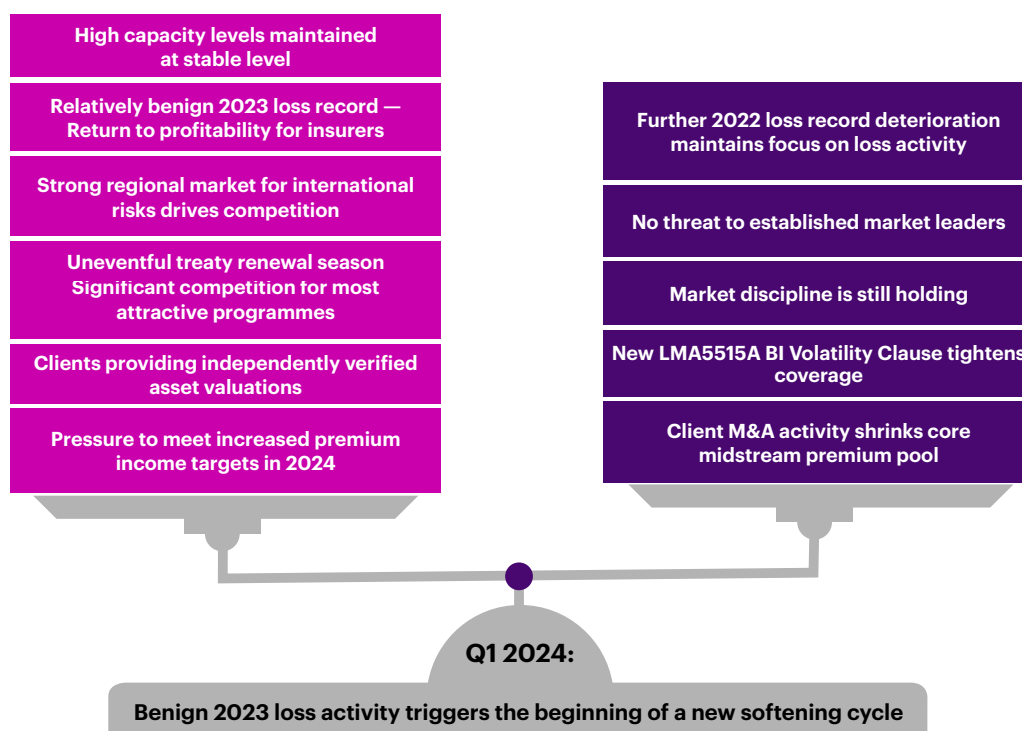 High capacity levels maintained
at stable level
Relatively benign 2023 loss record —
Return to profitability for insurers
Strong regional market for international
risks drives competition
Uneventful treaty renewal season
Significant competition for most
attractive programmes
Clients providing independently verified
asset valuations
Pressure to meet increased premium
income targets in 2024
Further 2022 loss record deterioration
maintains focus on loss activity
No threat to established market leaders
Market discipline is still holding
New LMA5515A BI Volatility Clause tightens
coverage
Client M&A activity shrinks core
midstream premium pool
Q1 2024:
Benign 2023 loss activity triggers the beginning of a new softening cycle